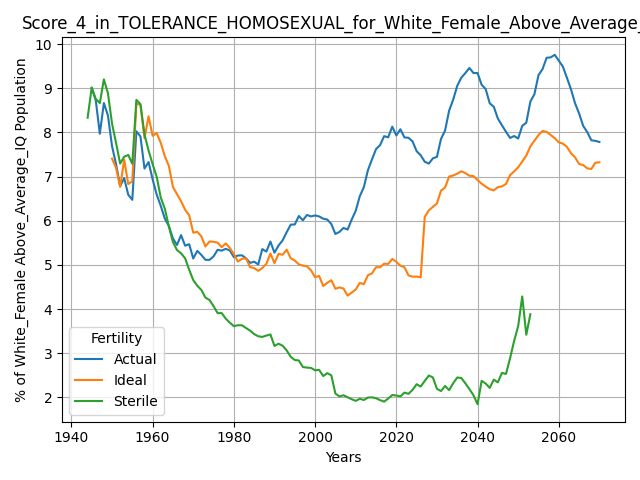 Score_4_in_TOLERANCE_HOMOSEXUAL_for_White_Female_Above_Average_
% of White_Female Above_Average_IQ Population
10
9
8
7
6
5
4
3
2
Fertility
Actual
Ideal
Sterile
1940
1960
1980
2000
2020
2040
2060
Years